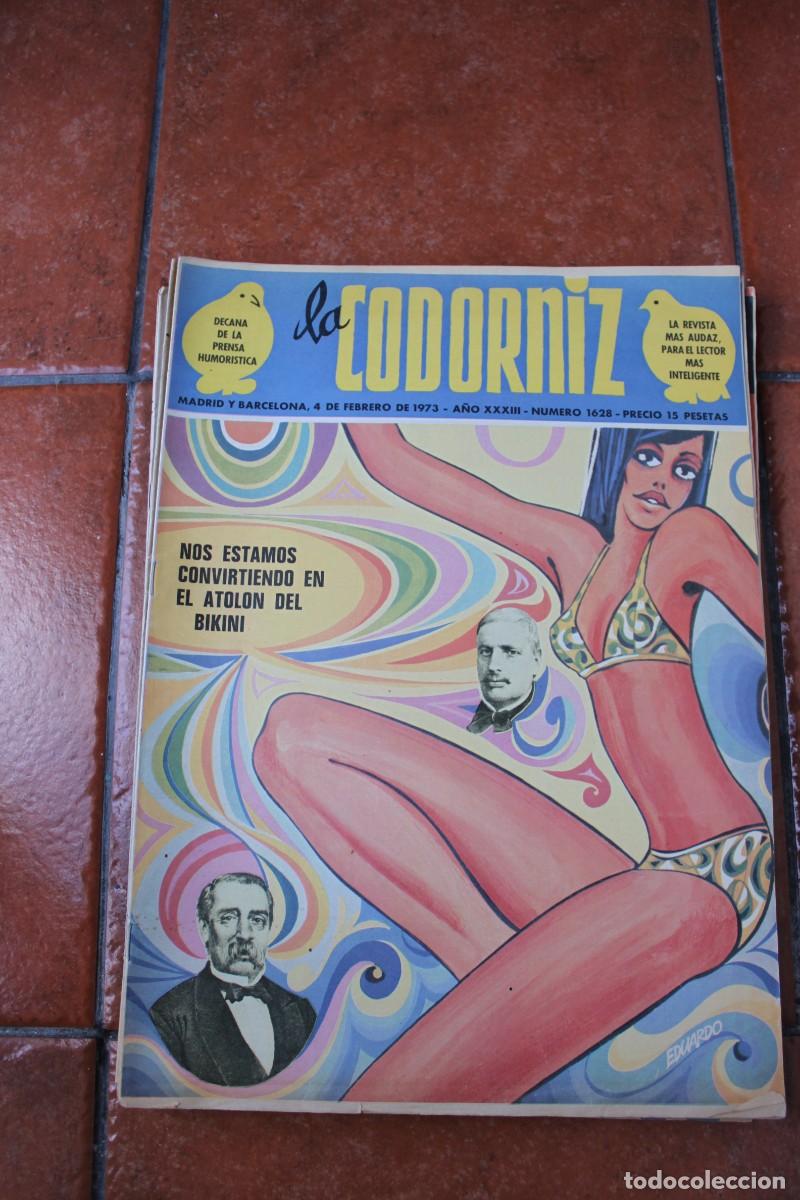 la CODORNIZ
DECANA
DE LA
PRENSA
HUMORISTICA
LA REVISTA
MAS AUDAZ,
PARA EL LECTOR
MAS
INTELIGENTE
MADRID Y BARCELONA, 4 DE FEBRERO DE 1973 - AÑO XXXIII - NUMERO 1628 - PRECIO 15 PESETAS
NOS ESTAMOS
CONVIRTIENDO EN
EL ATOLON DEL
BIKINI
EDUARDO
todocoleccion
todocoleccion.net